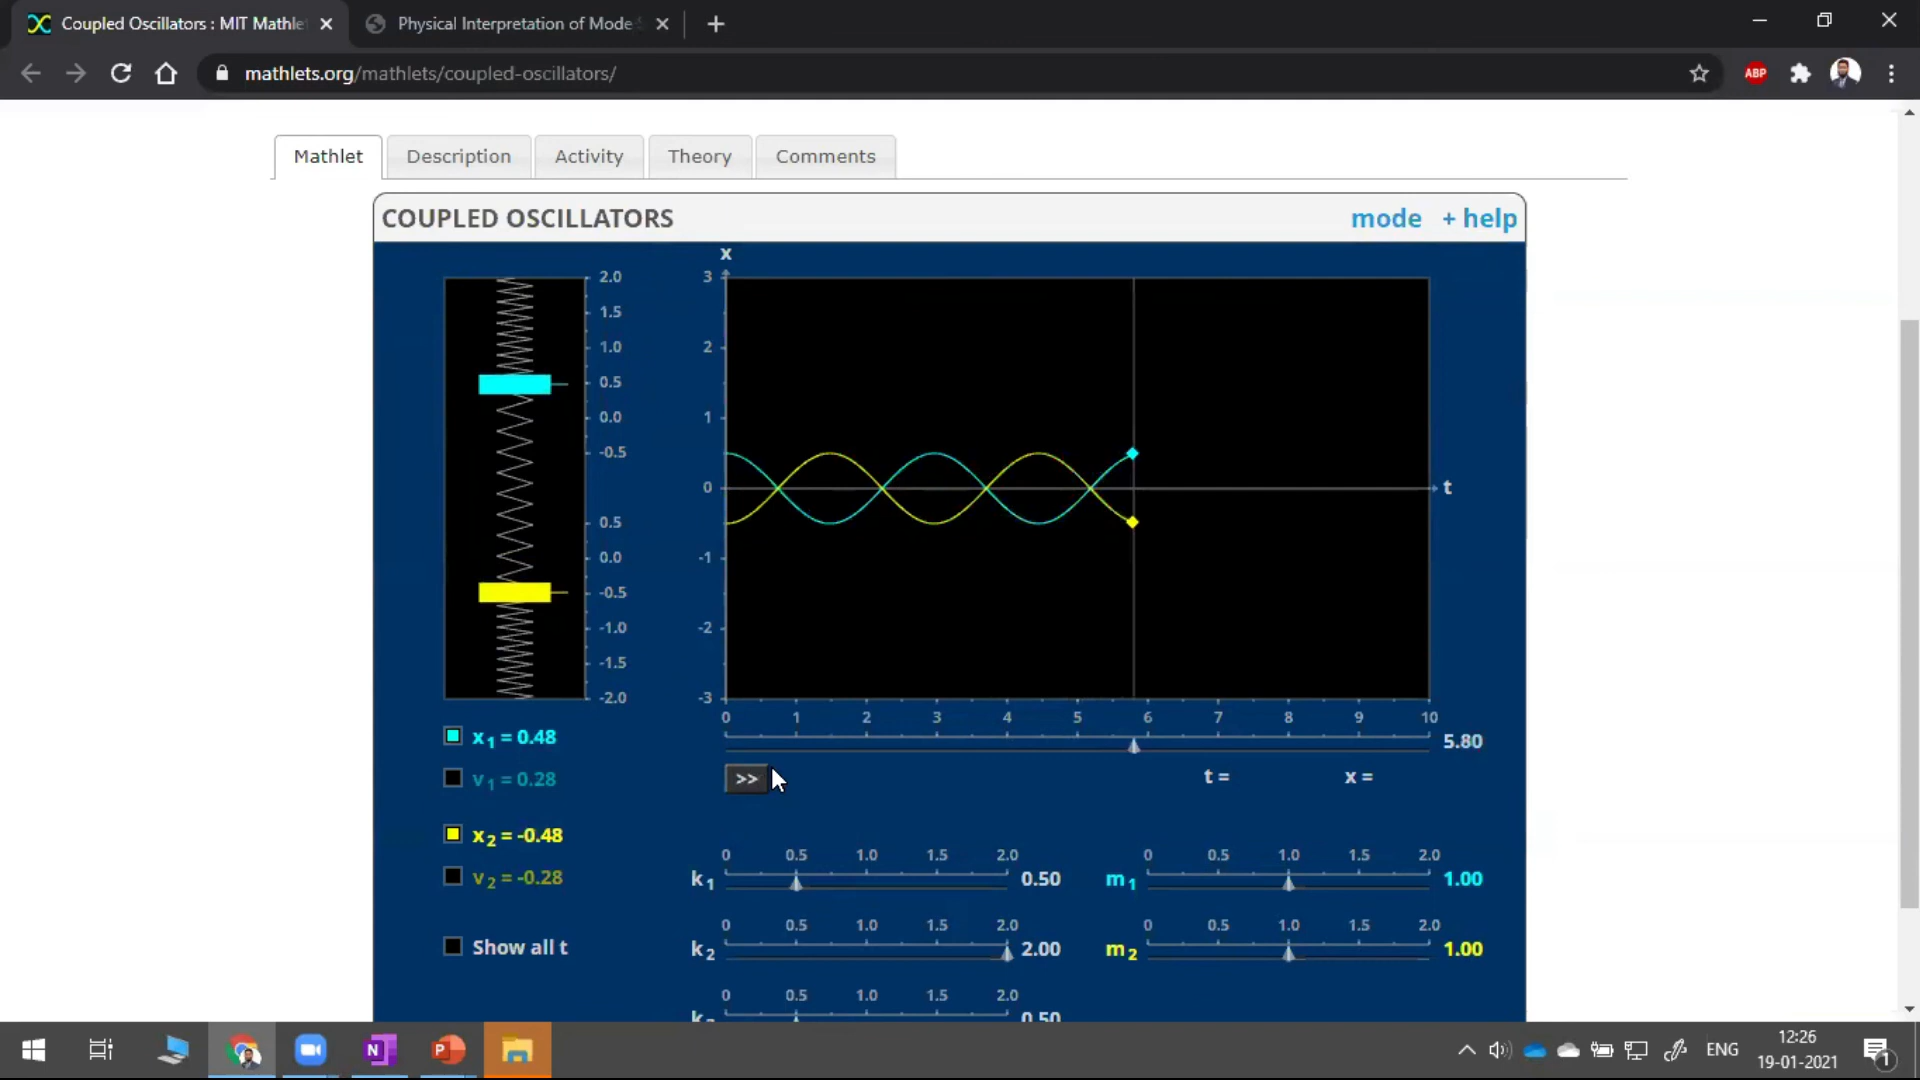 Coupled Oscillators : MIT Mathle
Physical Interpretation of Mode
mathlets.org/mathlets/coupled-oscillators/
ABP
Mathlet
Description
Activity
Theory
Comments
COUPLED OSCILLATORS
mode
+ help
2.0
1.5
1.0
0.5
0.0
-0.5
0.5
0.0
-0.5
-1.0
-1.5
-2.0
x
3
2
1
0
-1
-2
-3
t
0 1 2 3 4 5 6 7 8 9 10
5.80
>>
t =
x =
x1 = 0.48
v1 = 0.28
x2 = -0.48
v2 = -0.28
Show all t
0 0.5 1.0 1.5 2.0
k1
0.50
0 0.5 1.0 1.5 2.0
m1
1.00
0 0.5 1.0 1.5 2.0
k2
2.00
0 0.5 1.0 1.5 2.0
m2
1.00
0 0.5 1.0 1.5 2.0
0.50
N
P
ENG
12:26
19-01-2021
1